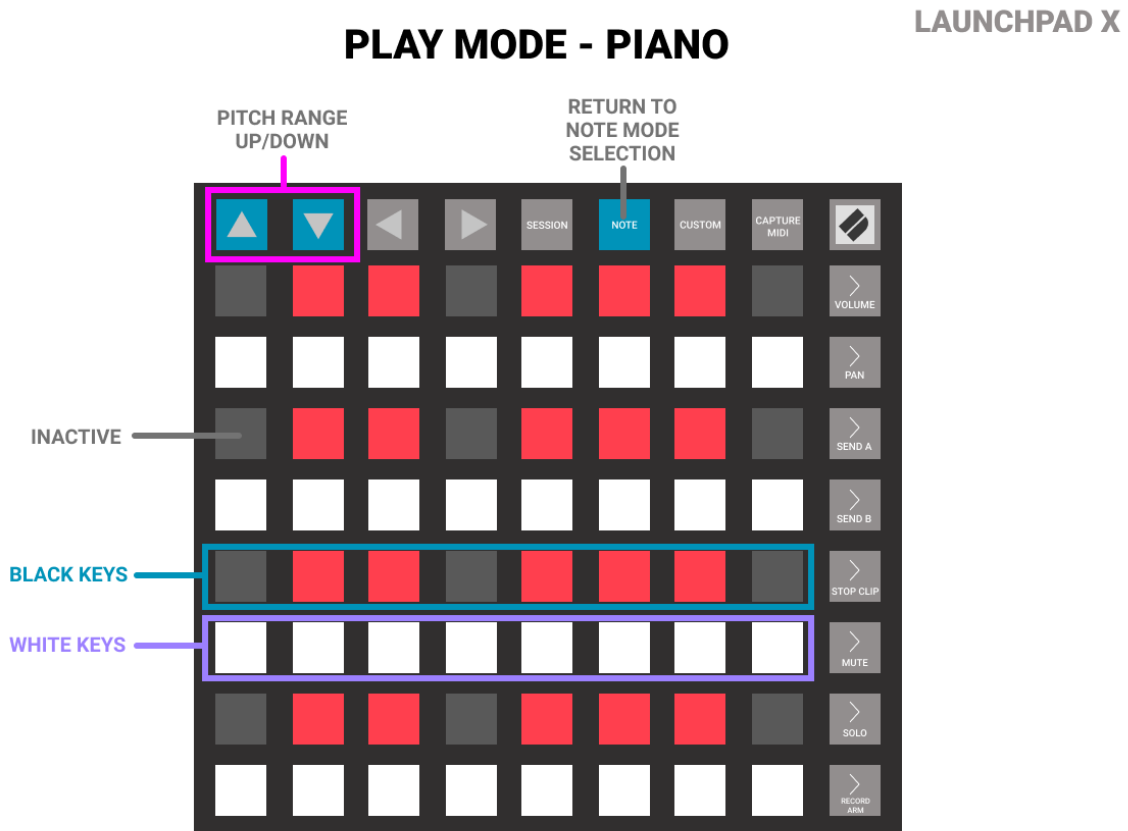 LAUNCHPAD X
PLAY MODE - PIANO
PITCH RANGE
UP/DOWN
RETURN TO
NOTE MODE
SELECTION
SESSION
NOTE
CUSTOM
CAPTURE
MIDI
VOLUME
PAN
INACTIVE
SEND A
SEND B
BLACK KEYS
STOP CLIP
WHITE KEYS
MUTE
SOLO
RECORD
ARM